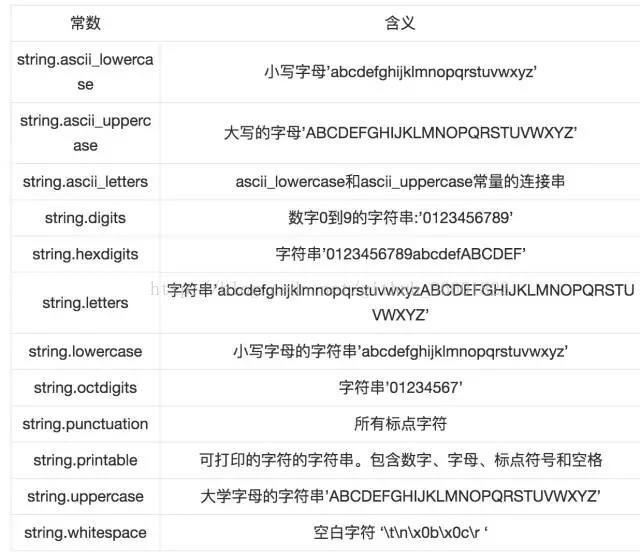 常数 含义
string.ascii_lowerca
se
小写字母’abcdefghijklmnopqrstuvwxyz’
string.ascii_upperc
ase
大写的字母’ABCDEFGHIJKLMNOPQRSTUVWXYZ’
string.ascii_letters ascii_lowercase和ascii_uppercase常量的连接串
string.digits 数字0到9的字符串:’0123456789’
string.hexdigits 字符串’0123456789abcdefABCDEF’
string.letters
字符串’abcdefghijklmnopqrstuvwxyzABCDEFGHIJKLMNOPQRSTU
VWXYZ’
string.lowercase 小写字母的字符串’abcdefghijklmnopqrstuvwxyz’
string.octdigits 字符串’01234567’
string.punctuation 所有标点字符
string.printable 可打印的字符的字符串。包含数字、字母、标点符号和空格
string.uppercase 大学字母的字符串’ABCDEFGHIJKLMNOPQRSTUVWXYZ’
string.whitespace 空白字符 ‘\t\n\x0b\x0c\r ‘